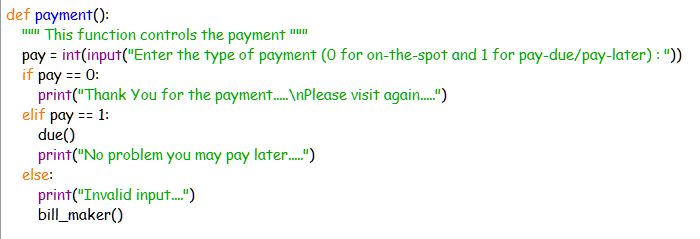 def payment():
""" This function controls the payment """
pay = int(input("Enter the type of payment (0 for on-the-spot and 1 for pay-due/pay-later) : "))
if pay == 0:
print("Thank You for the payment.....\nPlease visit again.....")
elif pay == 1:
due()
print("No problem you may pay later.....")
else:
print("Invalid input....")
bill_maker()